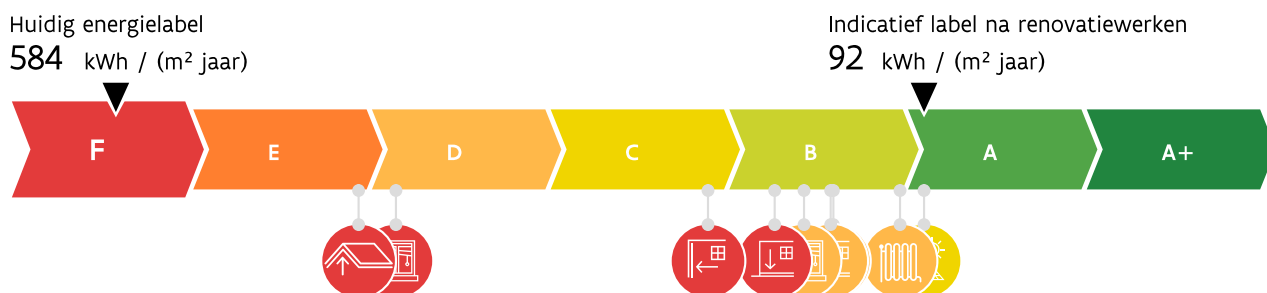 Huidig energielabel
584 kWh / (m² jaar)
Indicatief label na renovatiewerken
92 kWh / (m² jaar)
F E D C B A A+